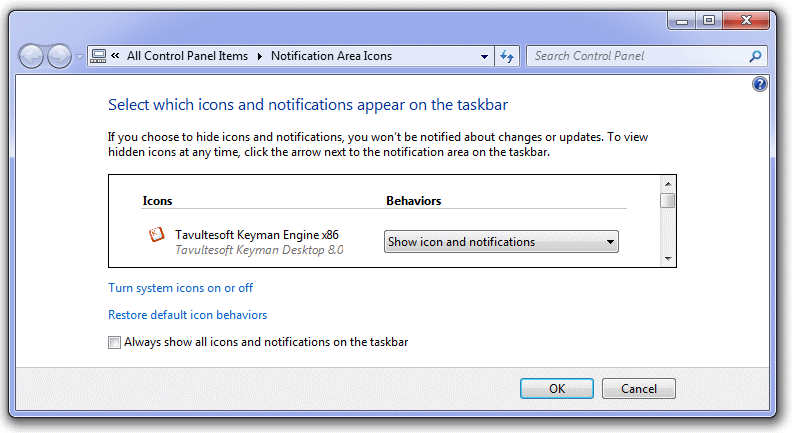 « All Control Panel Items ▸ Notification Area Icons
Search Control Panel
Select which icons and notifications appear on the taskbar
If you choose to hide icons and notifications, you won't be notified about changes or updates. To view
hidden icons at any time, click the arrow next to the notification area on the taskbar.
Icons Behaviors
Tavultesoft Keyman Engine x86 Show icon and notifications
Tavultesoft Keyman Desktop 8.0
Turn system icons on or off
Restore default icon behaviors
Always show all icons and notifications on the taskbar
OK Cancel